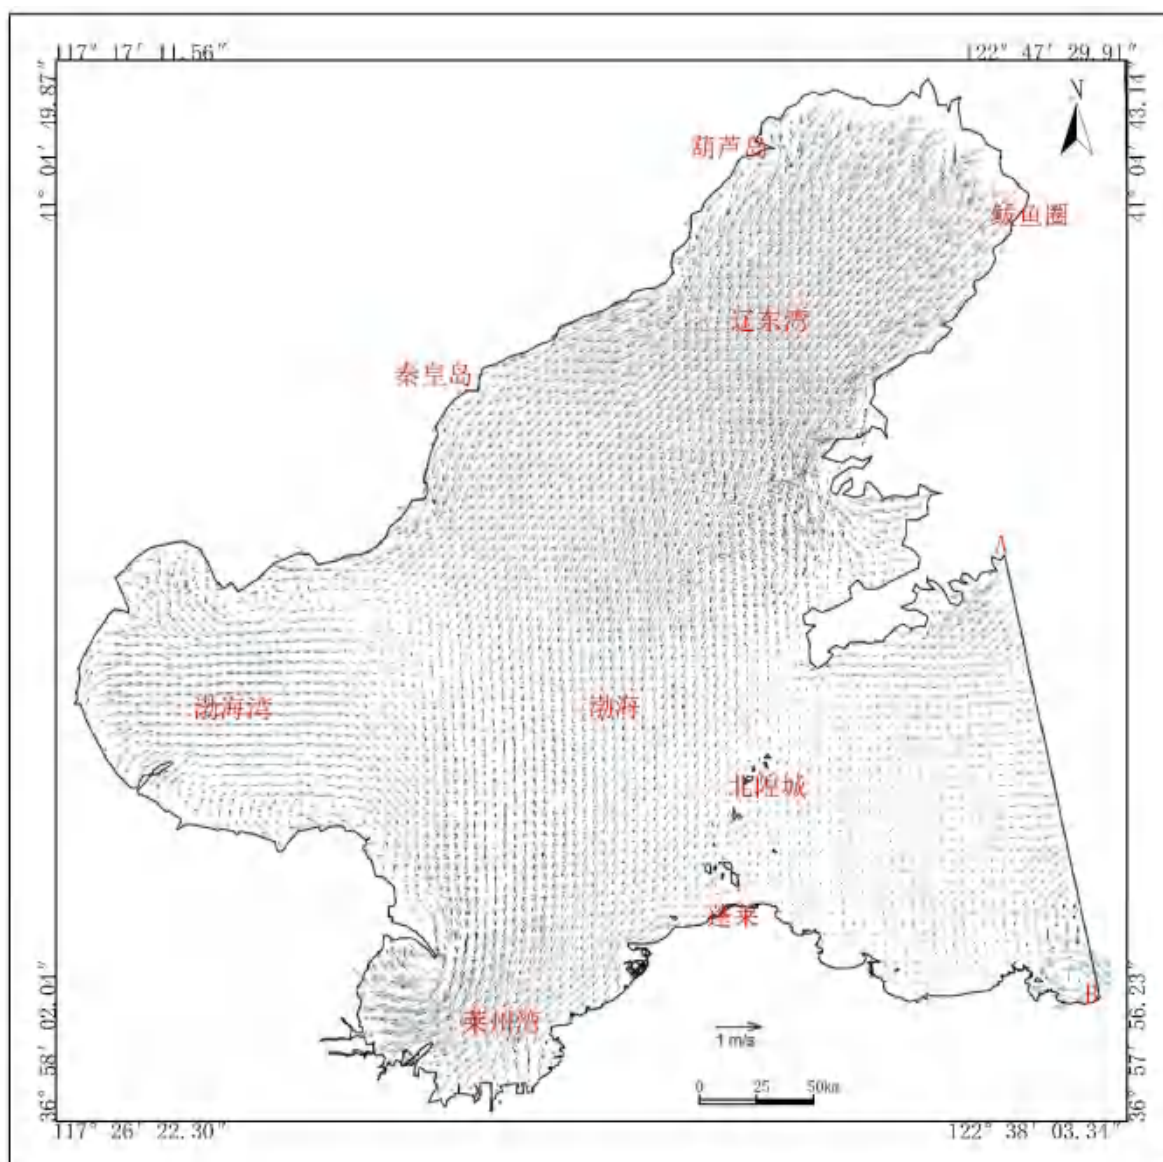 117° 17′ 11.56″
122° 47′ 29.91″
41° 04′ 49.87″
41° 04′ 43.14″
N
葫芦岛
鲅鱼圈
辽东湾
秦皇岛
A
渤海湾
渤海
北隍城
蓬莱
B
莱州湾
1 m/s
0 25 50km
36° 58′ 02.01″
36° 57′ 56.23″
117° 26′ 22.30″
122° 38′ 03.34″